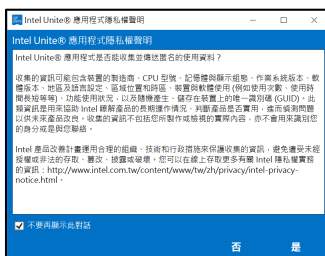 Intel Unite® 應用程式隱私權聲明
Intel Unite® 應用程式隱私權聲明
Intel Unite® 應用程式是否能收集並傳送匿名的使用資料？
收集的資訊可能包含裝置的製造商、CPU 型號、記憶體與顯示組態、作業系統版本、軟
體版本、地區及語言設定、區域位置和時區、裝置與軟體使用 (例如使用次數、使用時
間長短等等)、功能使用狀況，以及隨機產生、儲存在裝置上的唯一識別碼 (GUID)。此
類資訊是用來協助 Intel 瞭解產品的長期運作情況、判斷產品是否實用，進而偵測問題
以供未來產品改良。收集的資訊不包括您所製作或檢視的實際內容，亦不會用來識別您
的身分或是與您聯絡。
Intel 產品改善計畫運用合理的組織、技術和行政措施來保護收集的資訊，避免遭受未經
授權或非法的存取、竄改、披露或破壞。您可以在線上存取更多有關 Intel 隱私權實務
的資訊：http://www.intel.com.tw/content/www/tw/zh/privacy/intel-privacy-
notice.html。
不要再顯示此對話
否 是